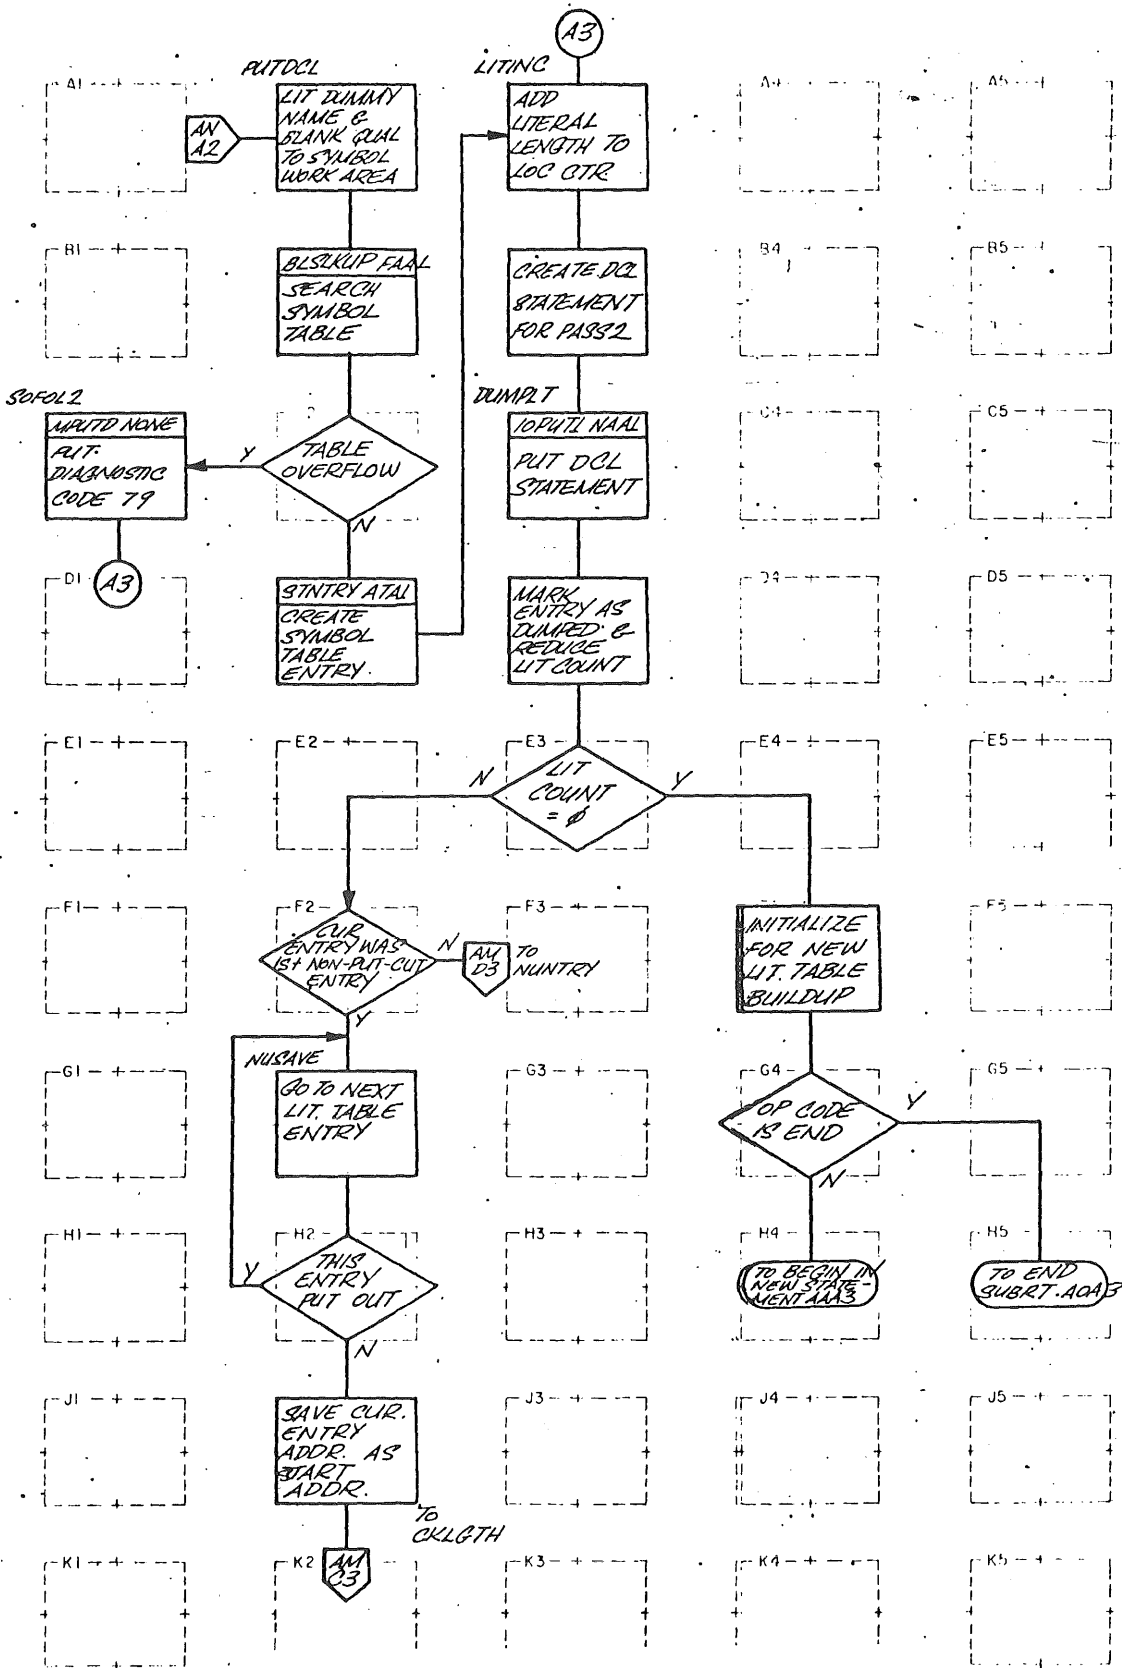 A3
PUTDCL
LITINC
A1
A4
A5
AN
A2
LIT DUMMY
NAME &
BLANK QUAL
TO SYMBOL
WORK AREA
ADD
LITERAL
LENGTH TO
LOC CTR
B1
BLSLKUP FAAL
SEARCH
SYMBOL
TABLE
CREATE DCL
STATEMENT
FOR PASS2
B4
B5
SOFOL2
DUMPLT
MPUTD NONE
PUT
DIAGNOSTIC
CODE 79
Y
TABLE
OVERFLOW
N
IOPUT1 NAAL
PUT DCL
STATEMENT
C4
C5
D1
A3
STNTRY ATAL
CREATE
SYMBOL
TABLE
ENTRY.
MARK
ENTRY AS
DUMPED &
REDUCE
LIT COUNT
D4
D5
E1
E2
E3
E4
E5
N
LIT
COUNT
= ø
Y
F1
F2
F3
F5
CUR
ENTRY WAS
1st NON-PUT-OUT
ENTRY
N
AM
D3
TO
NUNTRY
INITIALIZE
FOR NEW
LIT. TABLE
BUILDUP
Y
NUSAVE
G1
G3
G4
G5
GO TO NEXT
LIT. TABLE
ENTRY
OP CODE
IS END
Y
N
H1
H2
H3
H4
H5
Y
THIS
ENTRY
PUT OUT
N
TO BEGIN IN
NEW STATE-
MENT AAA3
TO END
SUBRT. AOA3
J1
J3
J4
J5
SAVE CUR.
ENTRY
ADDR. AS
START
ADDR.
TO
CKLGTH
K1
K2
AM
C3
K3
K4
K5